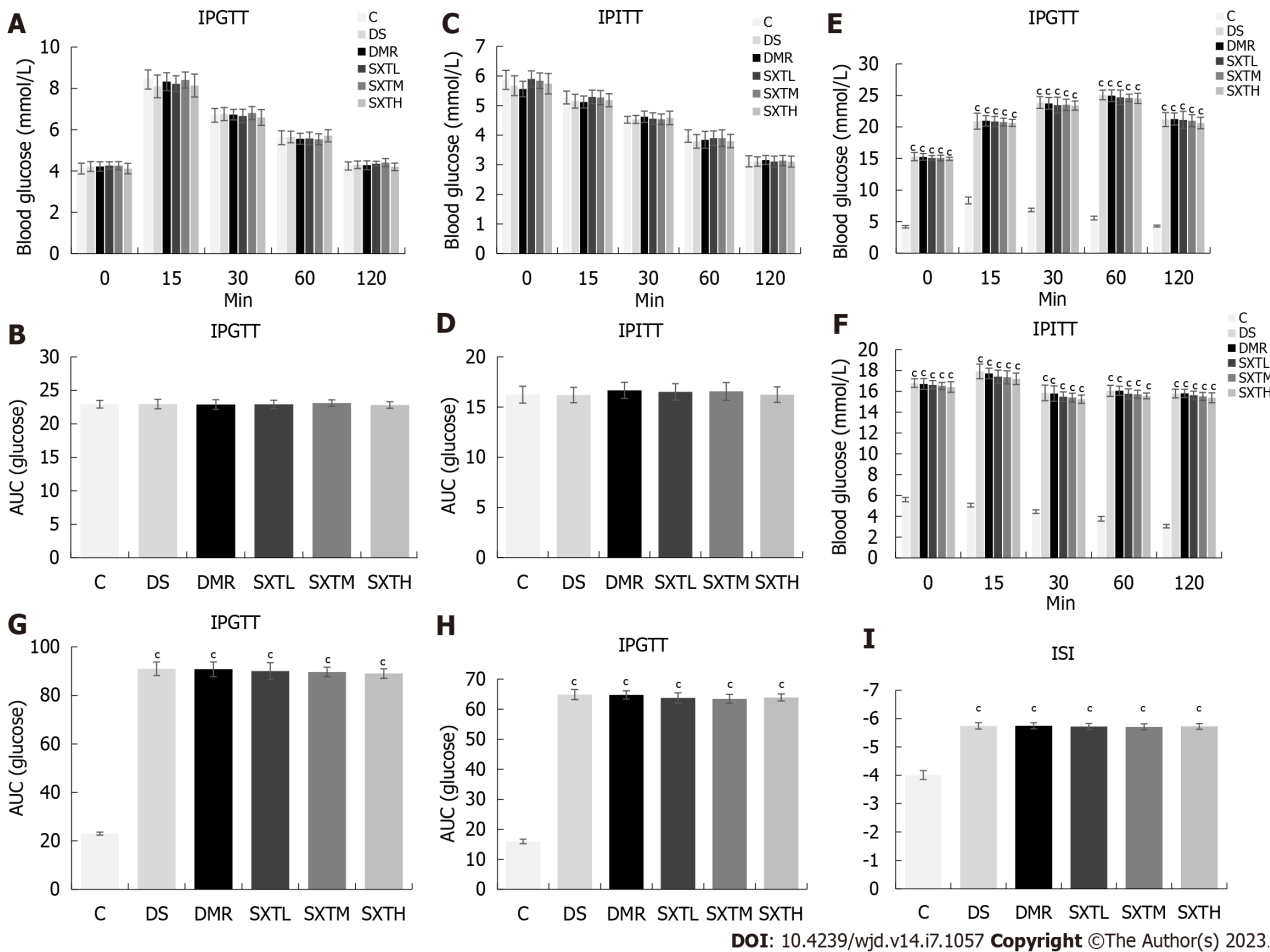 A
IPGTT
C
DS
DMR
SXTL
SXTM
SXTH
Blood glucose (mmol/L)
10
8
6
4
2
0
0 15 30 60 120
Min
C
IPITT
C
DS
DMR
SXTL
SXTM
SXTH
Blood glucose (mmol/L)
7
6
5
4
3
2
1
0
0 15 30 60 120
Min
E
IPGTT
C
DS
DMR
SXTL
SXTM
SXTH
Blood glucose (mmol/L)
30
25
20
15
10
5
0
c c c c c
c c c c c
c c c c c
c c c c c
c c c c c
0 15 30 60 120
Min
B
IPGTT
AUC (glucose)
30
25
20
15
10
5
0
C DS DMR SXTL SXTM SXTH
D
IPITT
AUC (glucose)
20
15
10
5
0
C DS DMR SXTL SXTM SXTH
F
IPITT
C
DS
DMR
SXTL
SXTM
SXTH
Blood glucose (mmol/L)
20
18
16
14
12
10
8
6
4
2
0
c c c c c
c c c c c
c c c c c
c c c c c
c c c c c
0 15 30 60 120
Min
G
IPGTT
AUC (glucose)
100
80
60
40
20
0
c c c c c
C DS DMR SXTL SXTM SXTH
H
IPGTT
AUC (glucose)
70
60
50
40
30
20
10
0
c c c c c
C DS DMR SXTL SXTM SXTH
I
ISI
-7
-6
-5
-4
-3
-2
-1
0
c c c c c
C DS DMR SXTL SXTM SXTH
DOI: 10.4239/wjd.v14.i7.1057 Copyright ©The Author(s) 2023.